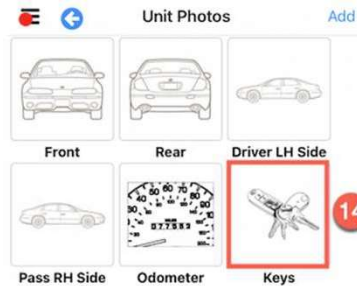 Unit Photos
Add
Front
Rear
Driver LH Side
14
Pass RH Side
Odometer
Keys